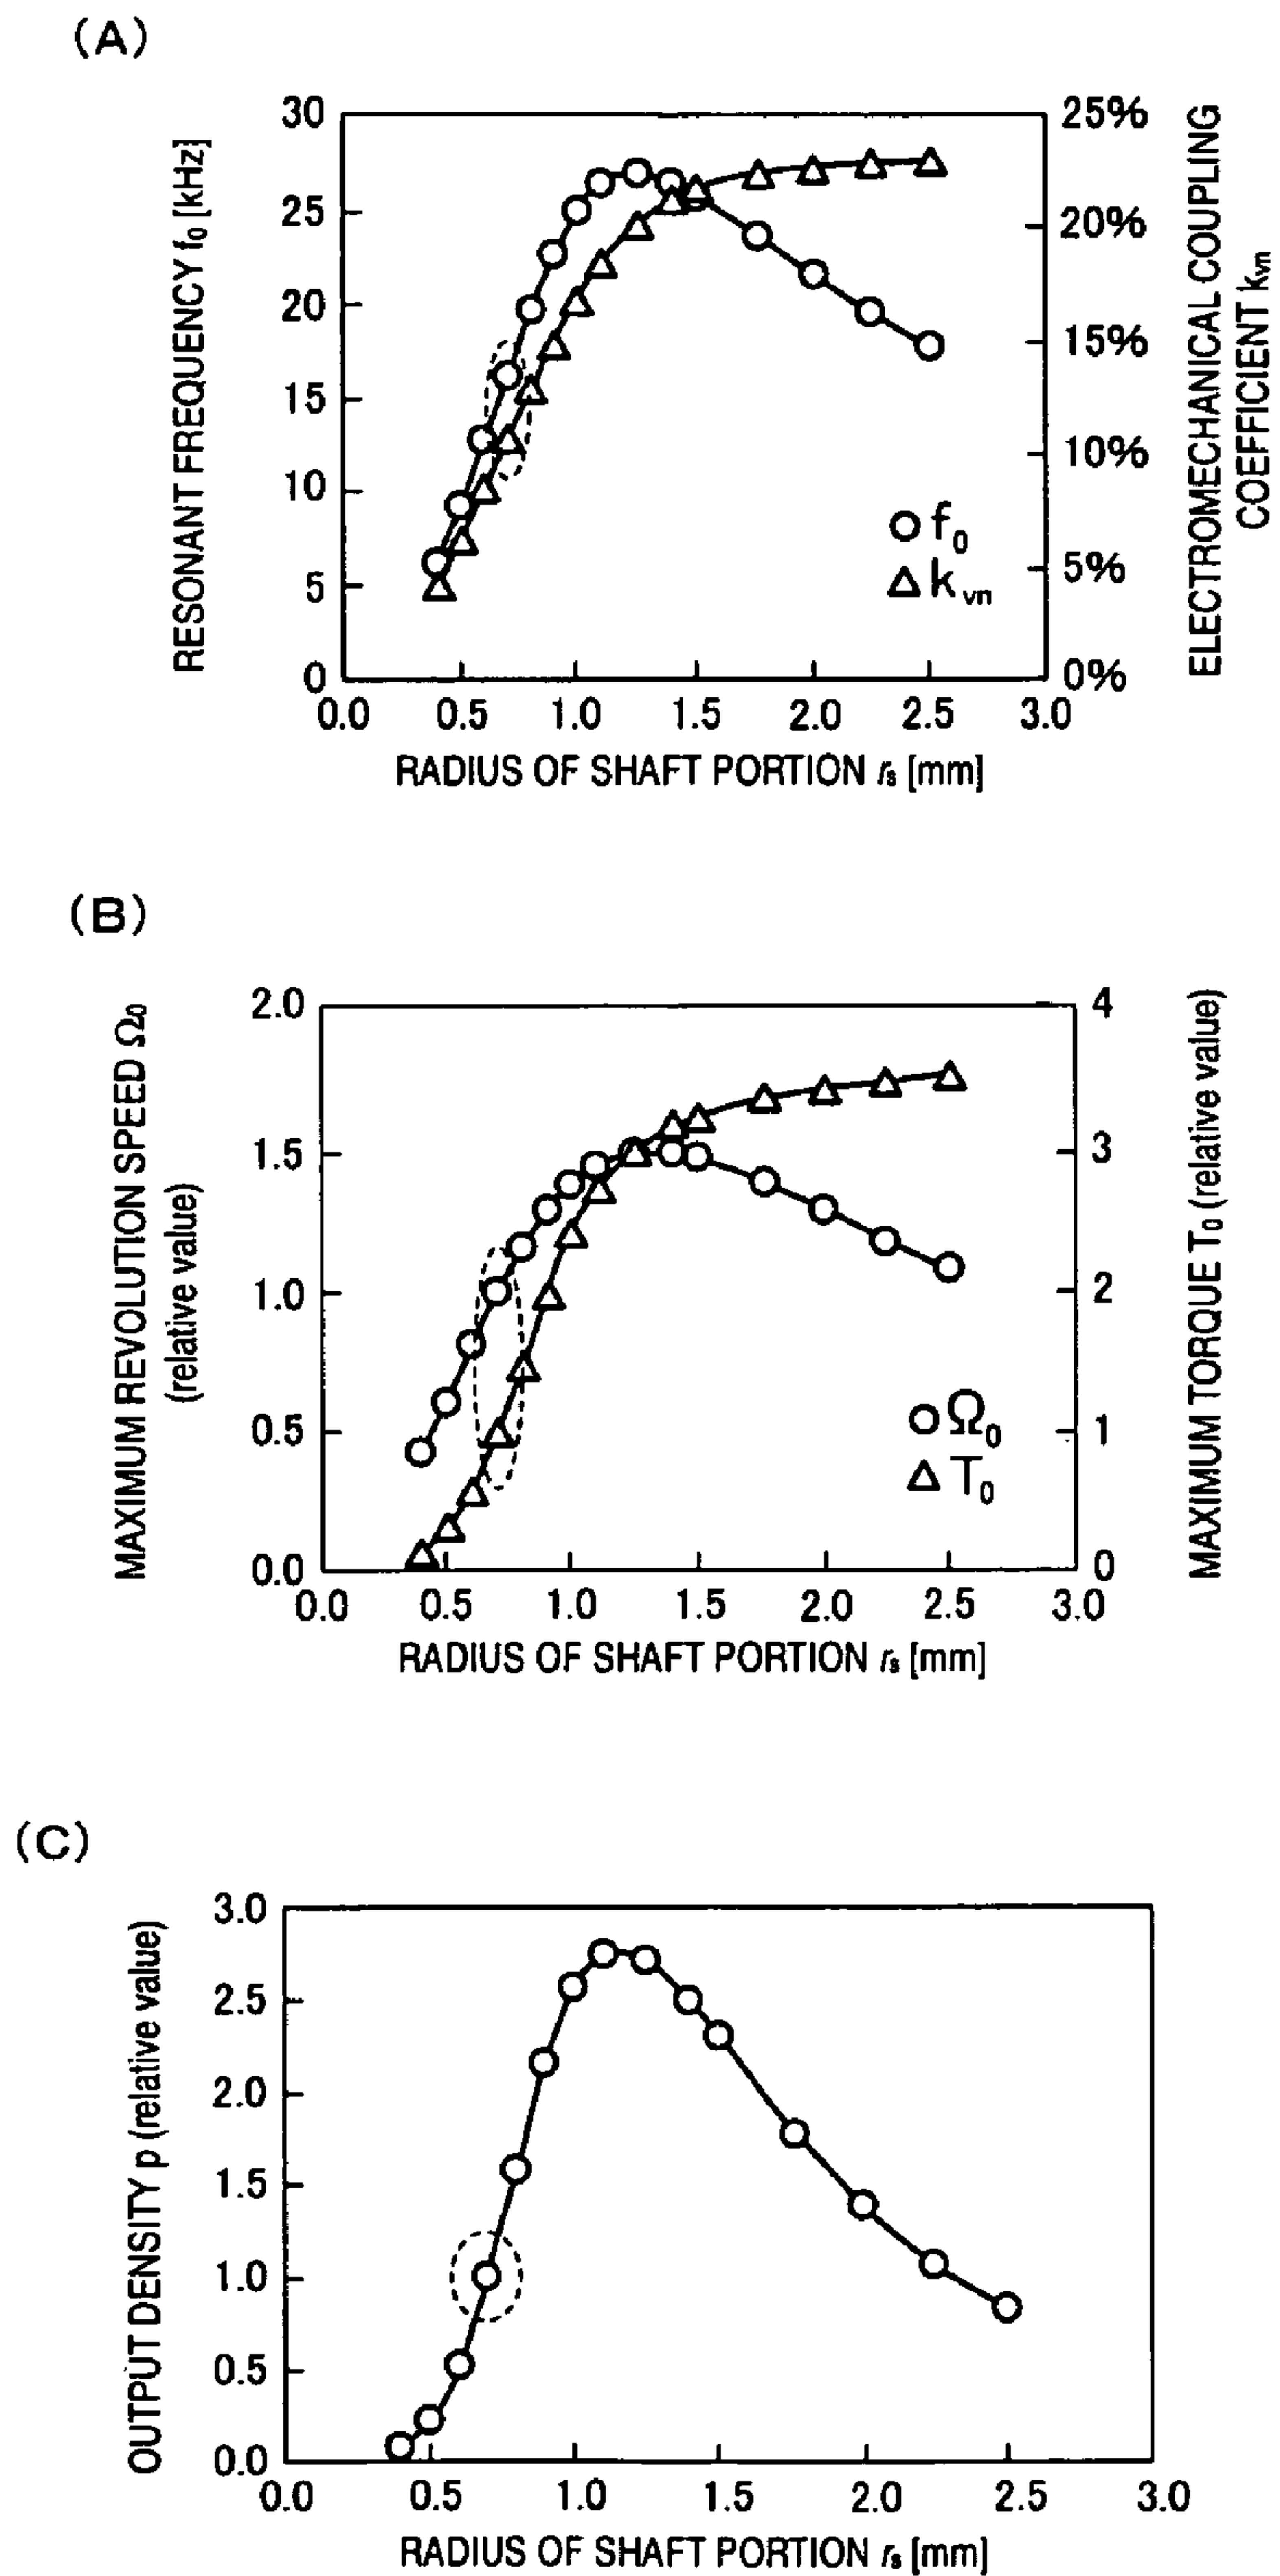 (A)
30
25
20
15
10
5
0
RESONANT FREQUENCY f₀ [kHz]
25%
20%
15%
10%
5%
0%
ELECTROMECHANICAL COUPLING
COEFFICIENT kvn
f₀
kvn
0.0 0.5 1.0 1.5 2.0 2.5 3.0
RADIUS OF SHAFT PORTION rs [mm]
(B)
2.0
1.5
1.0
0.5
0.0
MAXIMUM REVOLUTION SPEED Ω₀
(relative value)
4
3
2
1
0
MAXIMUM TORQUE T₀ (relative value)
Ω₀
T₀
0.0 0.5 1.0 1.5 2.0 2.5 3.0
RADIUS OF SHAFT PORTION rs [mm]
(C)
3.0
2.5
2.0
1.5
1.0
0.5
0.0
OUTPUT DENSITY p (relative value)
0.0 0.5 1.0 1.5 2.0 2.5 3.0
RADIUS OF SHAFT PORTION rs [mm]